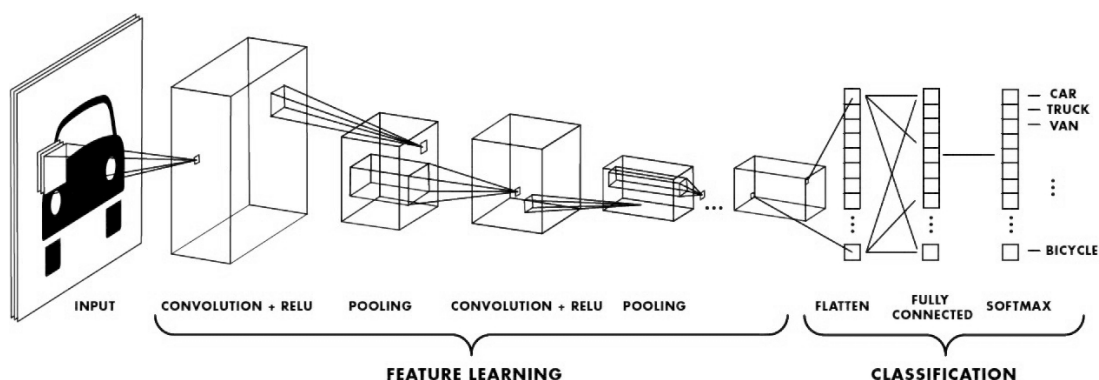 CAR
TRUCK
VAN
...
⋮
⋮
⋮
BICYCLE
INPUT
CONVOLUTION + RELU
POOLING
CONVOLUTION + RELU
POOLING
FLATTEN
FULLY
CONNECTED
SOFTMAX
FEATURE LEARNING
CLASSIFICATION